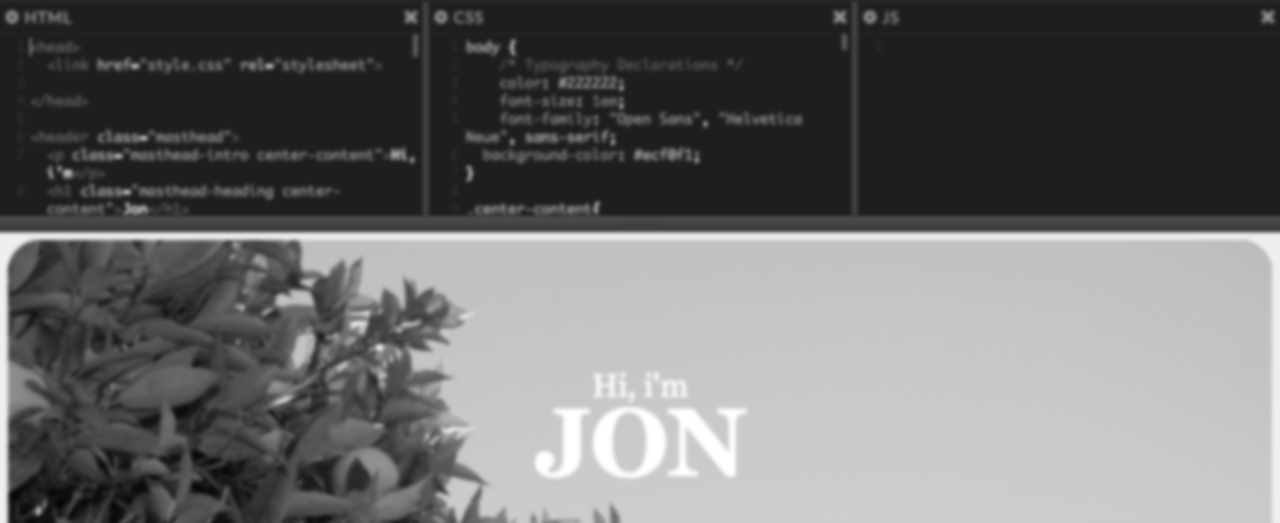 HTML
<head>
<link href="style.css" rel="stylesheet">
</head>
<header class="masthead">
<p class="masthead-intro center-content">Hi,
i'm</p>
<h1 class="masthead-heading center-
content">Jon</h1>
CSS
body {
/* Typography Declarations */
color: #222222;
font-size: 1em;
font-family: "Open Sans", "Helvetica
Neue", sans-serif;
background-color: #ecf0f1;
}
.center-content{
JS
Hi, i'm
JON